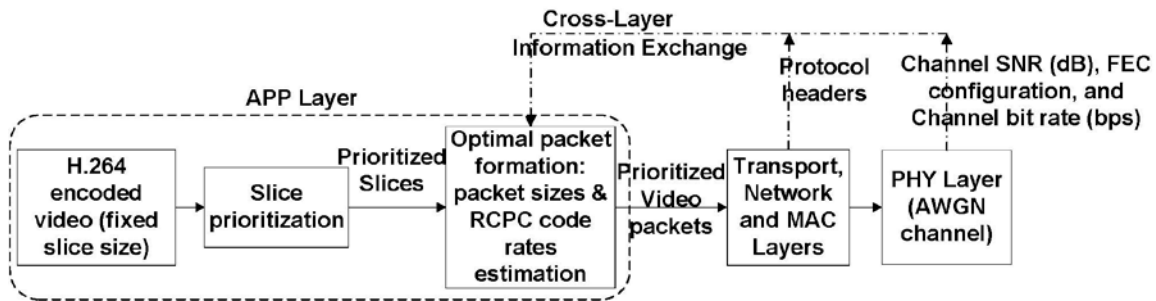 Cross-Layer
Information Exchange
APP Layer
Protocol
headers
Channel SNR (dB), FEC
configuration, and
Channel bit rate (bps)
H.264
encoded
video (fixed
slice size)
Slice
prioritization
Prioritized
Slices
Optimal packet
formation:
packet sizes &
RCPC code
rates
estimation
Prioritized
Video
packets
Transport,
Network
and MAC
Layers
PHY Layer
(AWGN
channel)